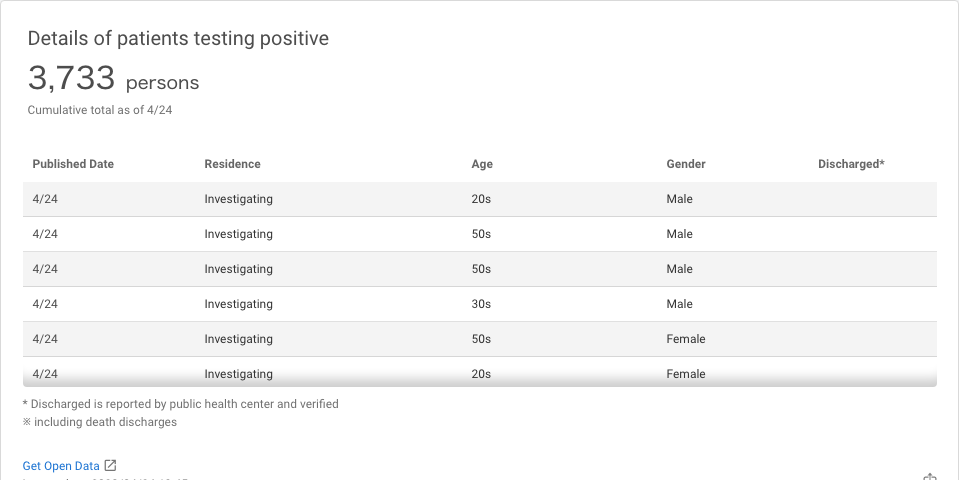 Details of patients testing positive
3,733 persons
Cumulative total as of 4/24
Published Date Residence Age Gender Discharged*
4/24 Investigating 20s Male
4/24 Investigating 50s Male
4/24 Investigating 50s Male
4/24 Investigating 30s Male
4/24 Investigating 50s Female
4/24 Investigating 20s Female
* Discharged is reported by public health center and verified
※ including death discharges
Get Open Data